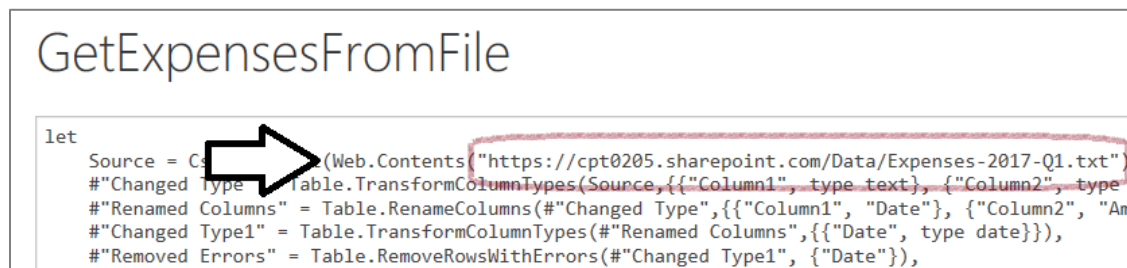 GetExpensesFromFile
let
Source = (Web.Contents("https://cpt0205.sharepoint.com/Data/Expenses-2017-Q1.txt")
#"Changed Type Table.TransformColumnTypes(Source,{{"Column1", type text}, {"Column2", type
#"Renamed Columns" = Table.RenameColumns(#"Changed Type",{{"Column1", "Date"}, {"Column2",
#"Changed Type1" = Table.TransformColumnTypes(#"Renamed Columns",{{"Date", type date}}),
#"Removed Errors" = Table.RemoveRowsWithErrors(#"Changed Type1", {"Date"}),